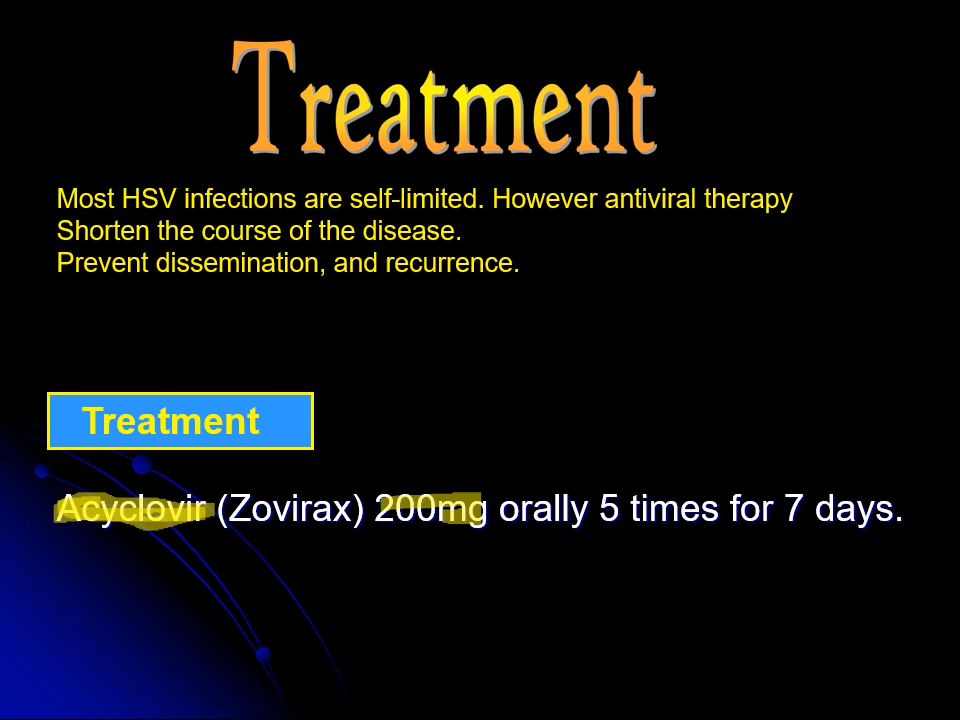 Treatment
Most HSV infections are self-limited. However antiviral therapy
Shorten the course of the disease.
Prevent dissemination, and recurrence.
Treatment
Acyclovir (Zovirax) 200mg orally 5 times for 7 days.